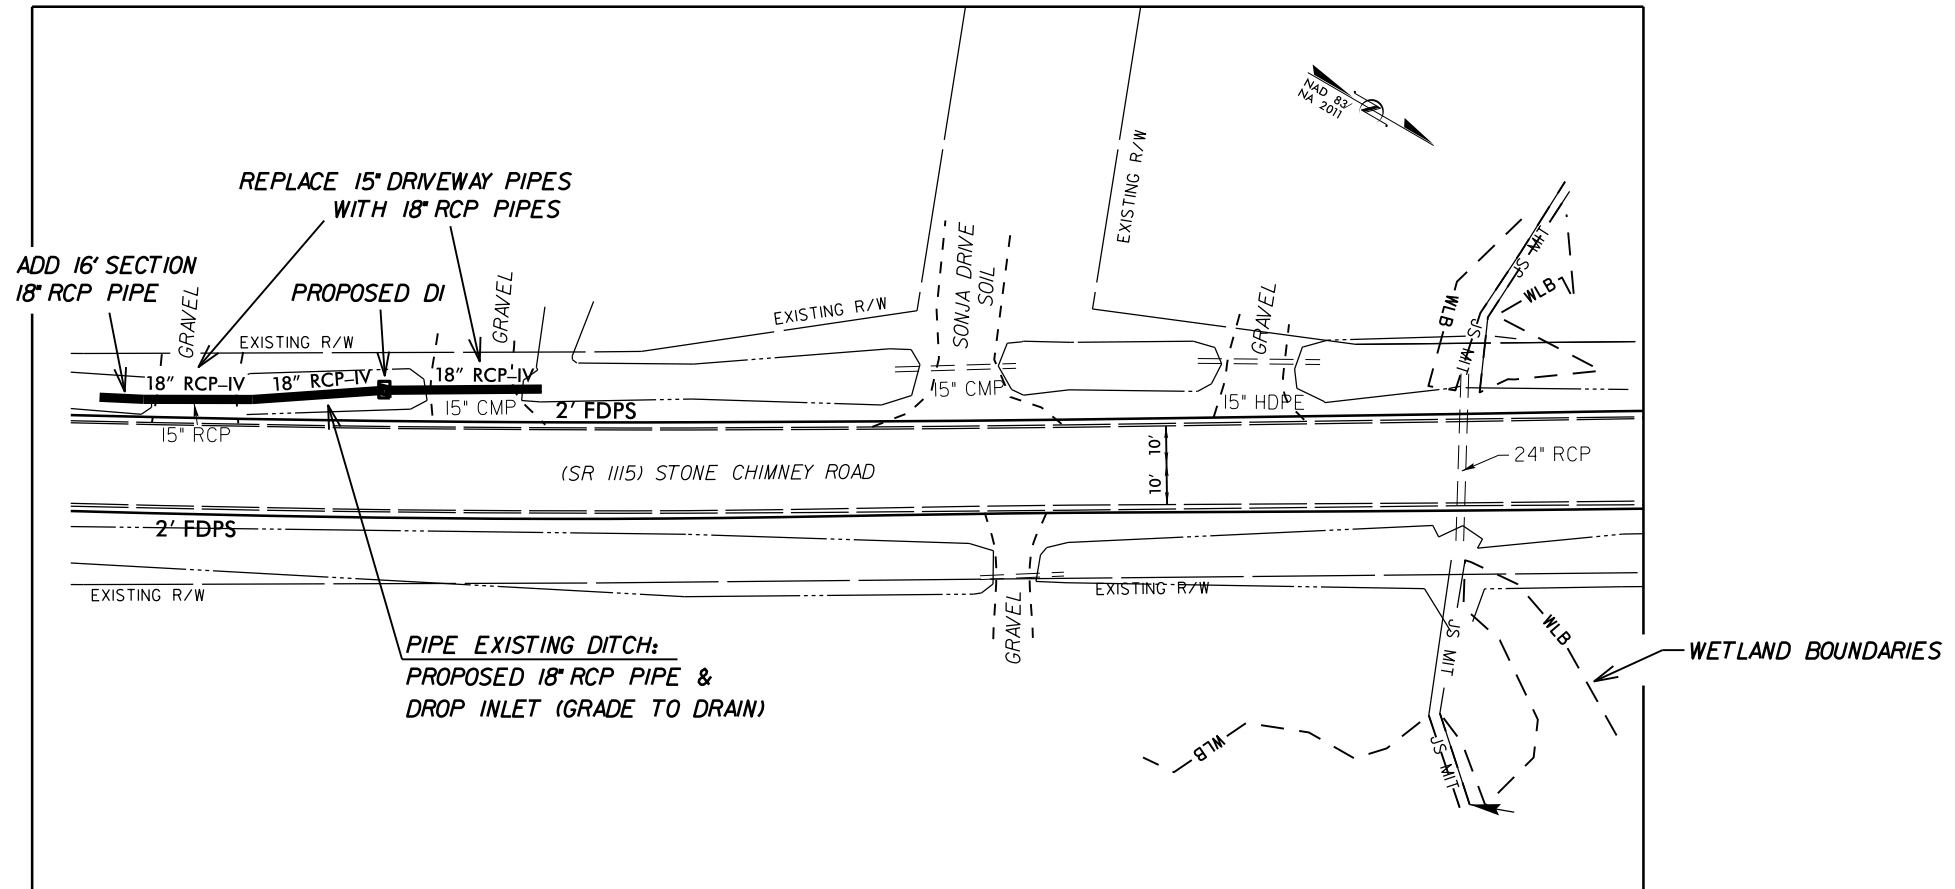 NAD 83/
NA 2011
N
EXISTING R/W
REPLACE 15" DRIVEWAY PIPES
WITH 18" RCP PIPES
ADD 16' SECTION
18" RCP PIPE
GRAVEL
PROPOSED DI
GRAVEL
EXISTING R/W
EXISTING R/W
SONJA DRIVE
SOIL
GRAVEL
JS MIT
WLB
WLB
JS MIT
18" RCP-IV
18" RCP-IV
18" RCP-IV
15" CMP
2' FDPS
15" CMP
15" HDPE
15" RCP
(SR 1115) STONE CHIMNEY ROAD
10'
10'
24" RCP
2' FDPS
EXISTING R/W
EXISTING R/W
GRAVEL
PIPE EXISTING DITCH:
PROPOSED 18" RCP PIPE &
DROP INLET (GRADE TO DRAIN)
JS MIT
WLB
WETLAND BOUNDARIES
WLB
JS MIT